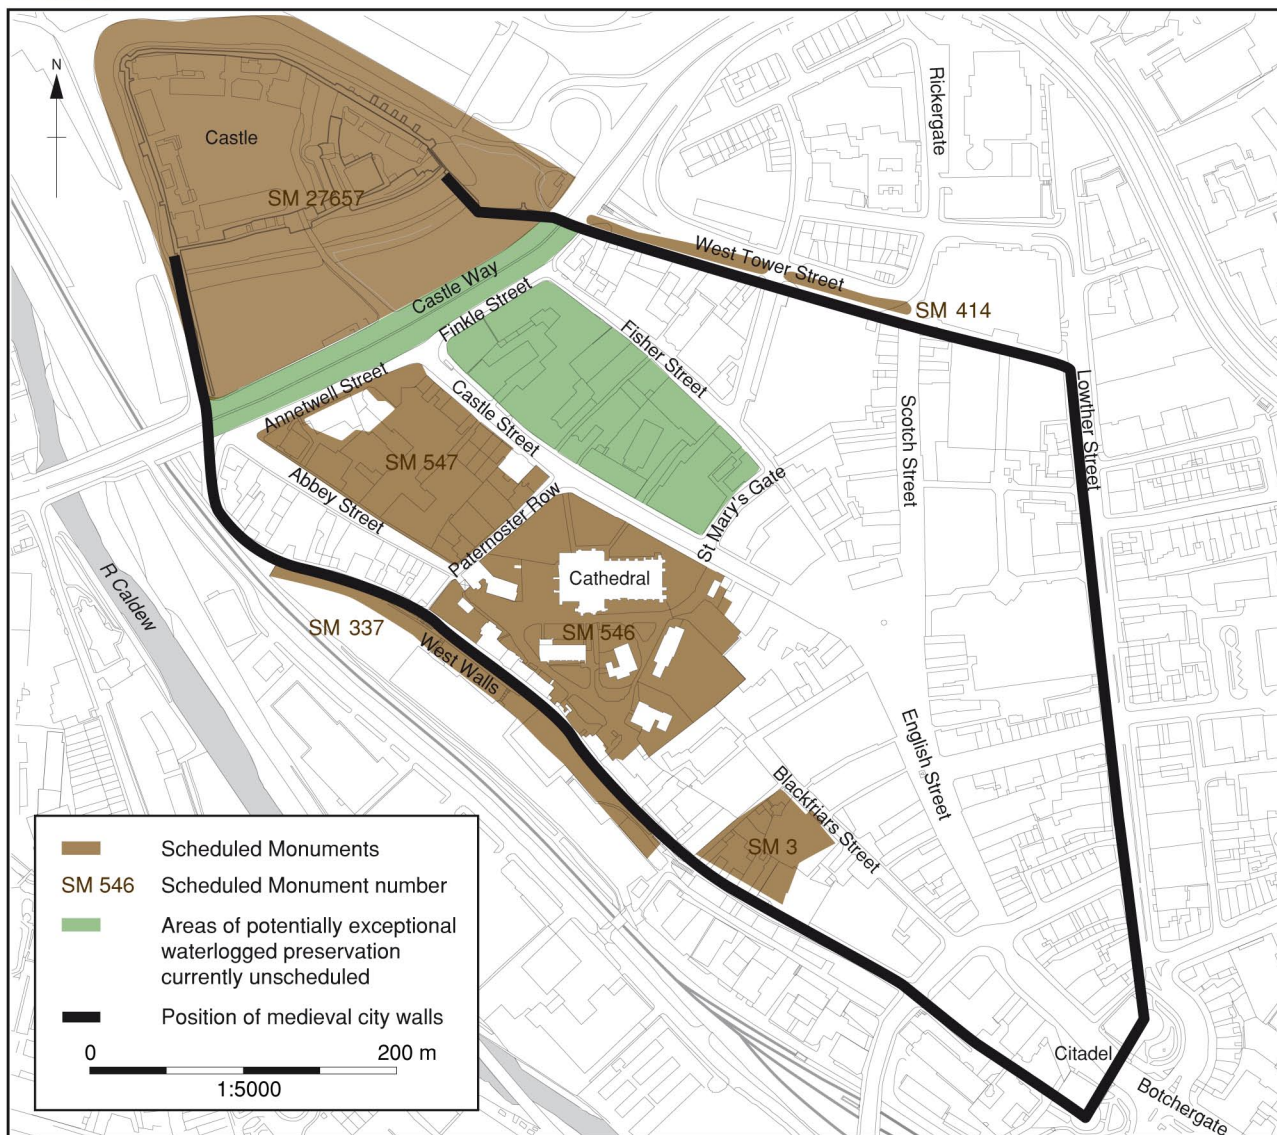 N
Castle
SM 27657
Rickergate
West Tower Street
SM 414
Castle Way
Finkle Street
Fisher Street
Annetwell Street
Castle Street
Lowther Street
Scotch Street
SM 547
Abbey Street
Paternoster Row
St Mary's Gate
R Caldew
Cathedral
SM 337
SM 546
West Walls
English Street
Blackfriars Street
SM 3
Citadel
Botchergate
Scheduled Monuments
SM 546 Scheduled Monument number
Areas of potentially exceptional
waterlogged preservation
currently unscheduled
Position of medieval city walls
0 200 m
1:5000